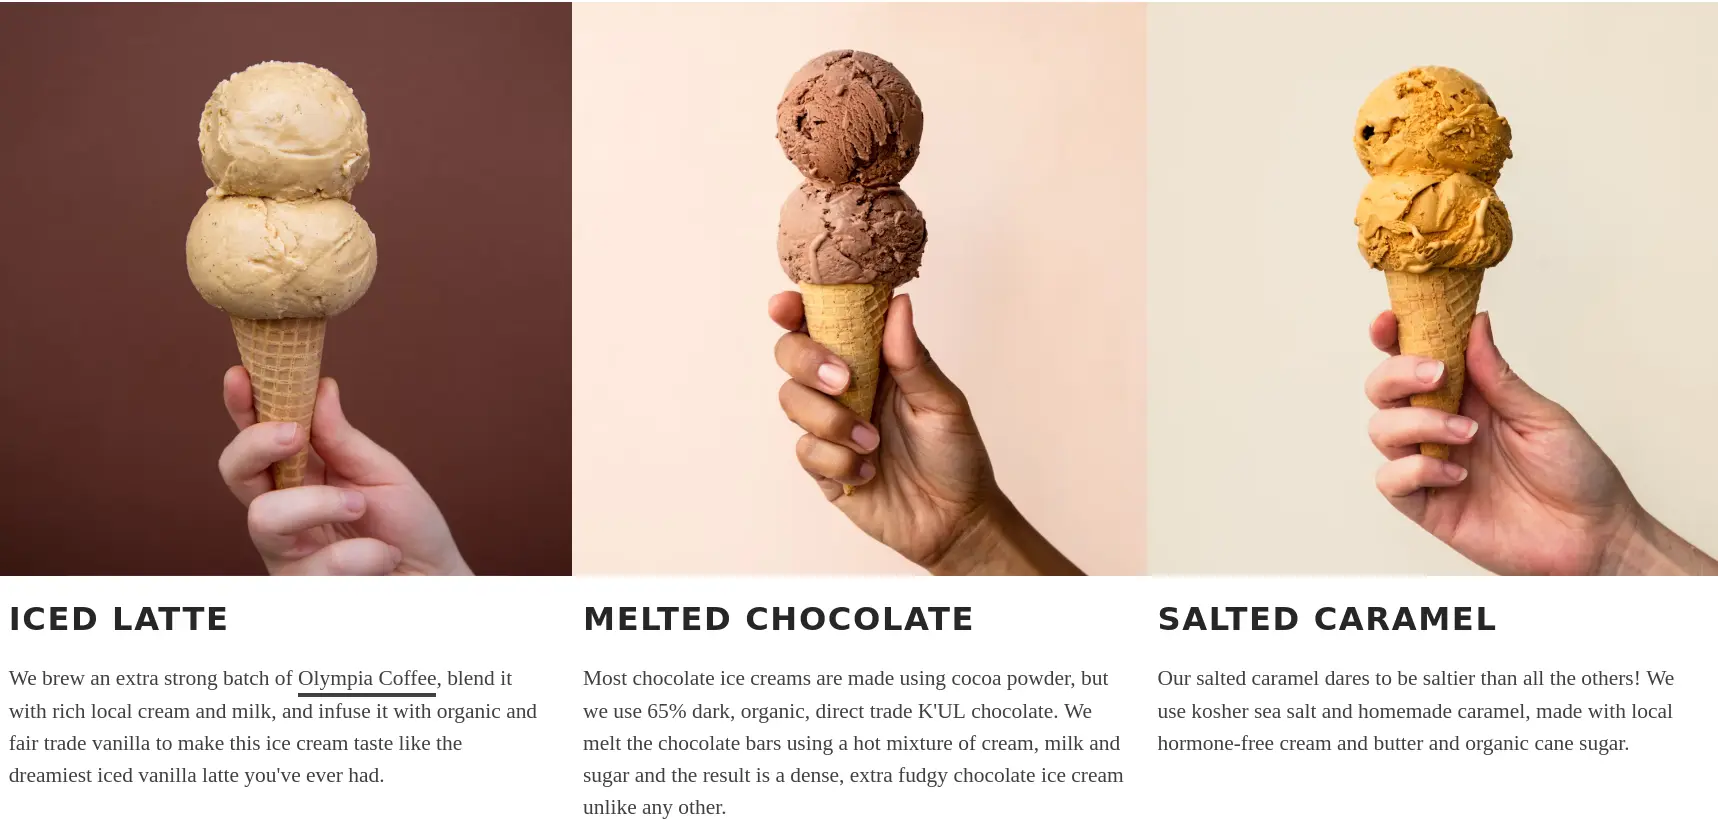 ICED LATTE
We brew an extra strong batch of Olympia Coffee, blend it
with rich local cream and milk, and infuse it with organic and
fair trade vanilla to make this ice cream taste like the
dreamiest iced vanilla latte you've ever had.
MELTED CHOCOLATE
Most chocolate ice creams are made using cocoa powder, but
we use 65% dark, organic, direct trade K'UL chocolate. We
melt the chocolate bars using a hot mixture of cream, milk and
sugar and the result is a dense, extra fudgy chocolate ice cream
unlike any other.
SALTED CARAMEL
Our salted caramel dares to be saltier than all the others! We
use kosher sea salt and homemade caramel, made with local
hormone-free cream and butter and organic cane sugar.